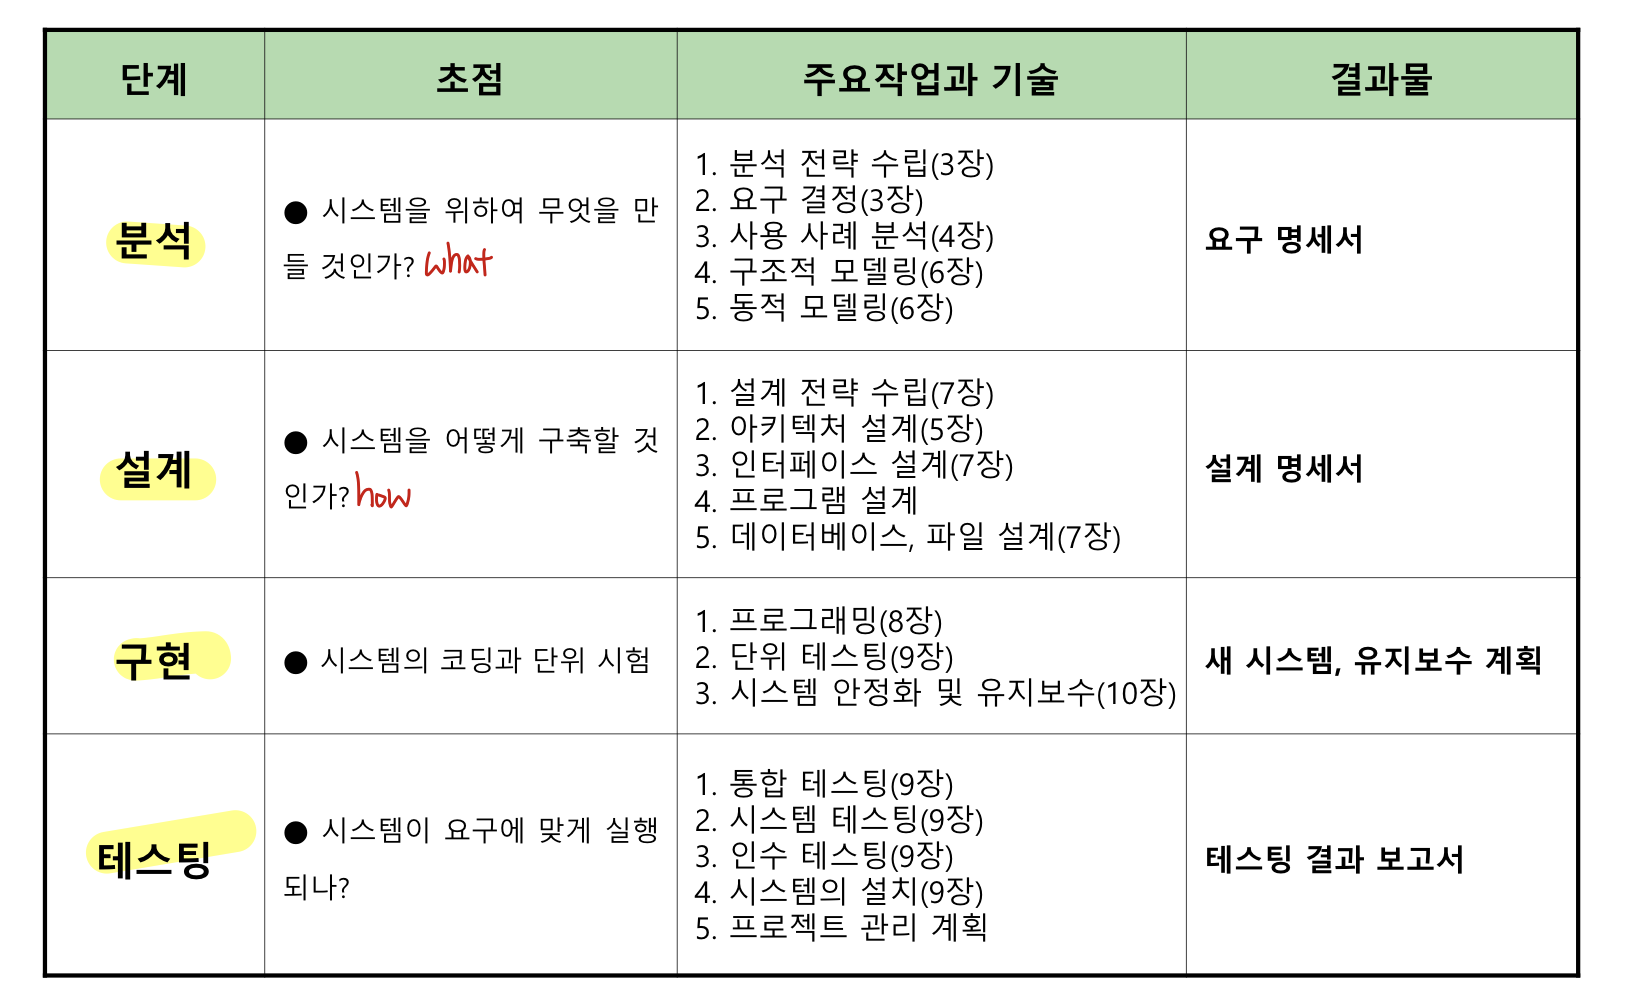 단계 초점 주요작업과 기술 결과물
분석
● 시스템을 위하여 무엇을 만
들 것인가? what
1. 분석 전략 수립(3장)
2. 요구 결정(3장)
3. 사용 사례 분석(4장)
4. 구조적 모델링(6장)
5. 동적 모델링(6장)
요구 명세서
설계
● 시스템을 어떻게 구축할 것
인가? how
1. 설계 전략 수립(7장)
2. 아키텍처 설계(5장)
3. 인터페이스 설계(7장)
4. 프로그램 설계
5. 데이터베이스, 파일 설계(7장)
설계 명세서
구현
● 시스템의 코딩과 단위 시험
1. 프로그래밍(8장)
2. 단위 테스팅(9장)
3. 시스템 안정화 및 유지보수(10장)
새 시스템, 유지보수 계획
테스팅
● 시스템이 요구에 맞게 실행
되나?
1. 통합 테스팅(9장)
2. 시스템 테스팅(9장)
3. 인수 테스팅(9장)
4. 시스템의 설치(9장)
5. 프로젝트 관리 계획
테스팅 결과 보고서